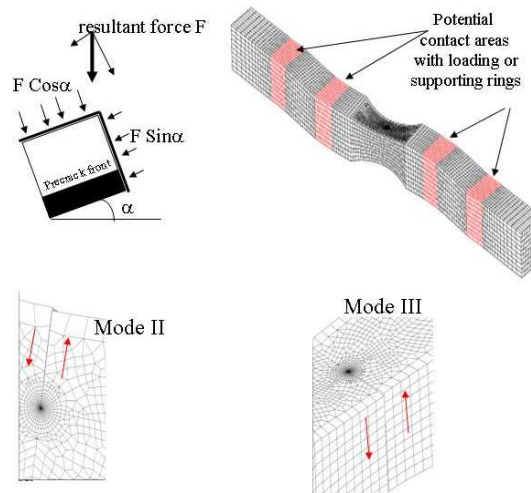 resultant force F
F Cosα
F Sinα
Precrack front
α
Potential
contact areas
with loading or
supporting rings
Mode II
Mode III